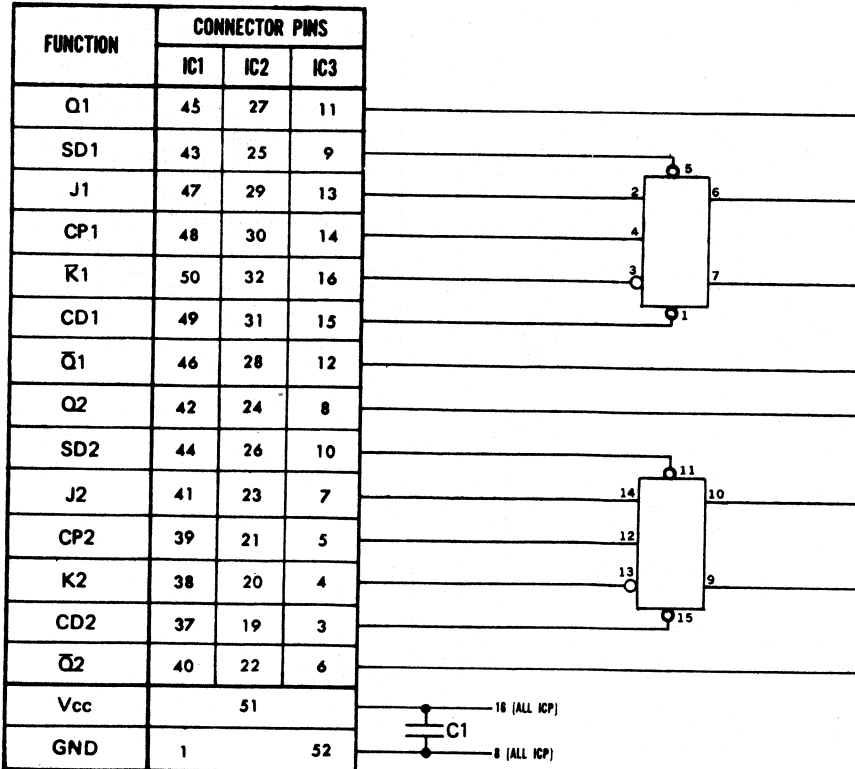 FUNCTION CONNECTOR PINS
IC1 IC2 IC3
Q1 45 27 11
SD1 43 25 9
J1 47 29 13
CP1 48 30 14
K̅1 50 32 16
CD1 49 31 15
Q̅1 46 28 12
Q2 42 24 8
SD2 44 26 10
J2 41 23 7
CP2 39 21 5
K2 38 20 4
CD2 37 19 3
Q̅2 40 22 6
Vcc 51
GND 1 52
5
2 6
4
3 7
1
11
14 10
12
13 9
15
16 (ALL ICP)
C1
8 (ALL ICP)